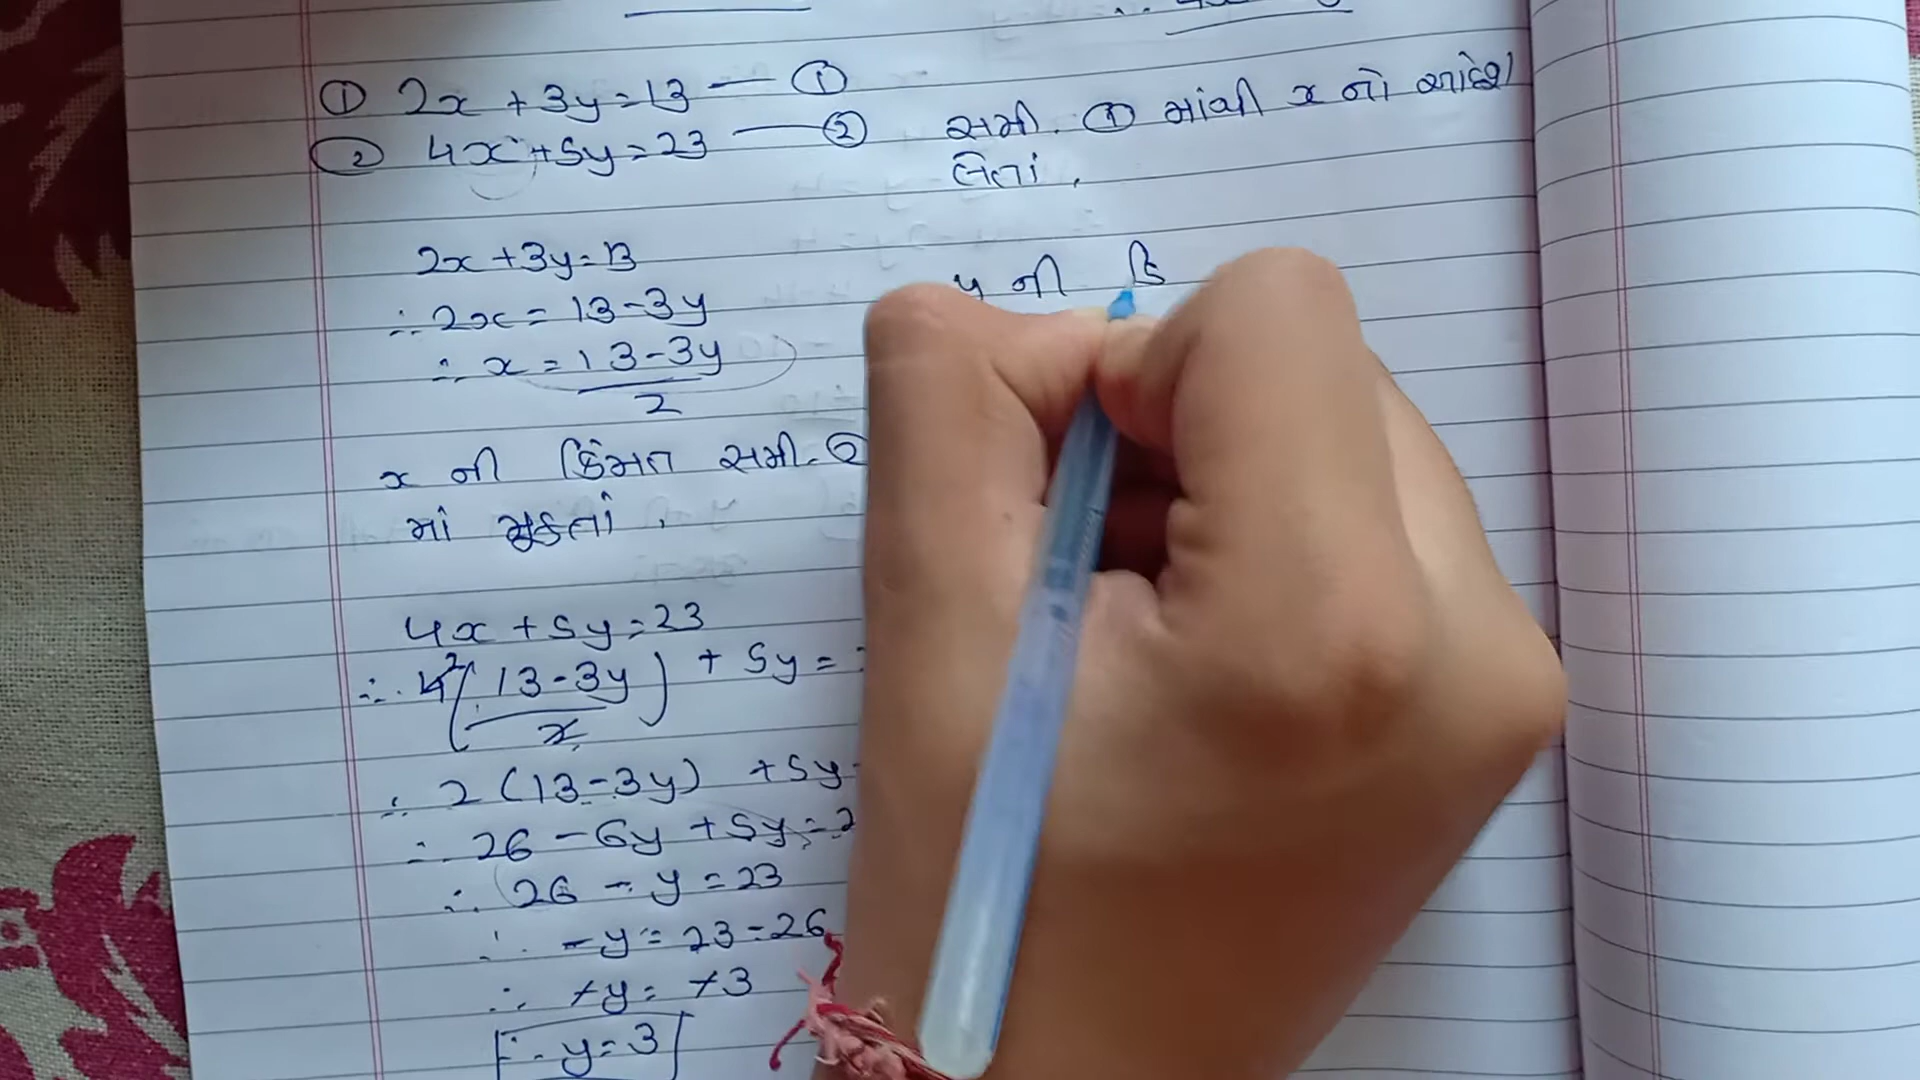 ① 2x + 3y = 13 — ①
② 4x + 5y = 23 — ②
2x + 3y = 13
∴ 2x = 13 - 3y
∴ x = 13 - 3y
2
x ની કિંમત સમી. ②
માં મુકતાં,
4x + 5y = 23
∴ 4 2 ( 13 - 3y ) + 5y =
2
∴ 2 (13 - 3y) + 5y
∴ 26 - 6y + 5y = 2
∴ 26 - y = 23
∴ -y = 23 - 26
∴ -y = -3
∴ y = 3
સમી. ① માંથી x નો આદેશ
લેતાં,
y ની કિ